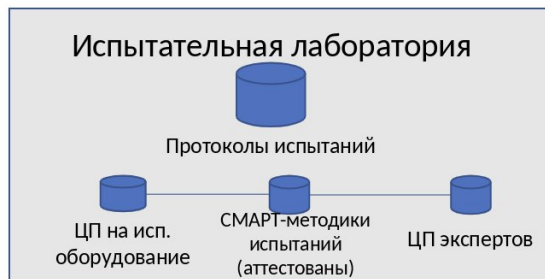 Испытательная лаборатория
Протоколы испытаний
ЦП на исп.
оборудование
СМАРТ-методики
испытаний
(аттестованы)
ЦП экспертов